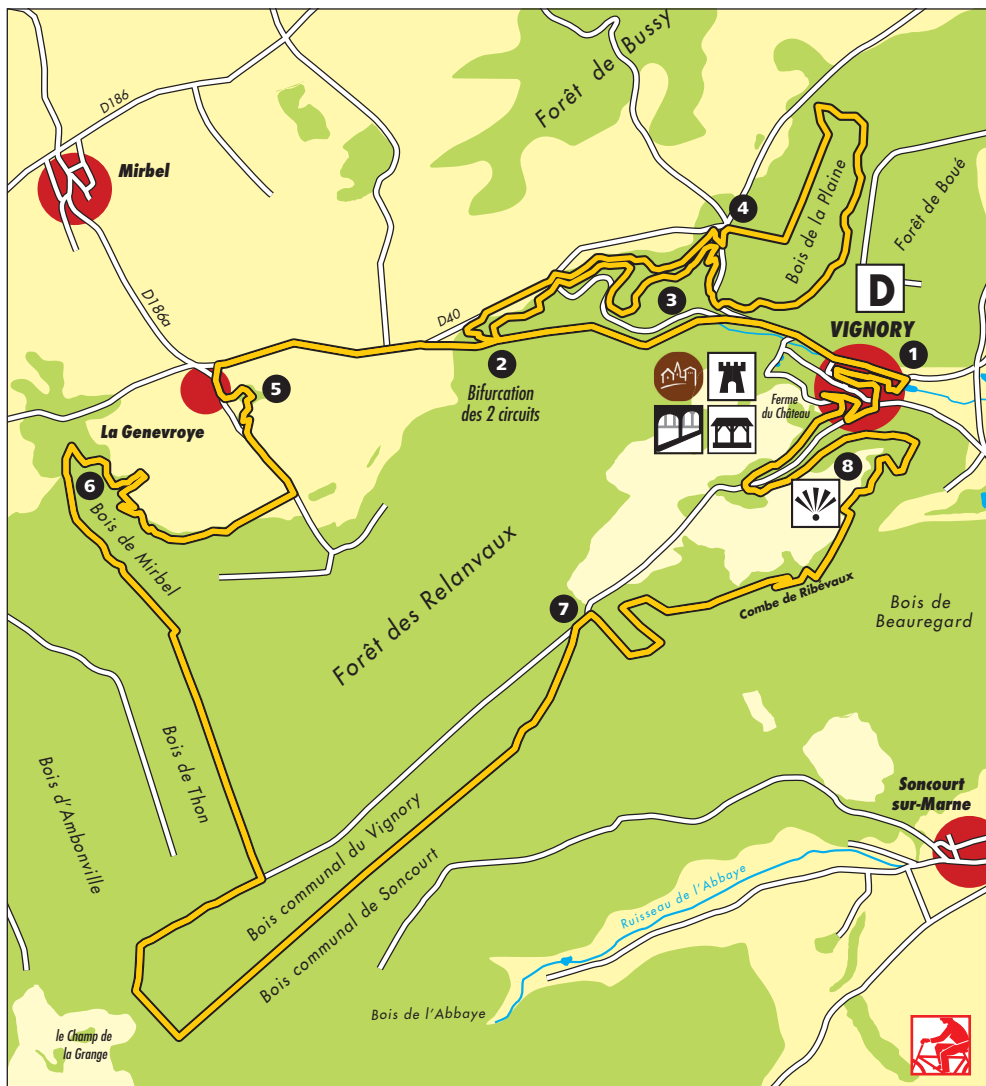 Forêt de Bussy
D186
Mirbel
4
Bois de la Plaine
Forêt de Boué
D
D186a
3
D40
VIGNORY
1
2
Bifurcation
des 2 circuits
5
Ferme
du Château
La Genevroye
8
6
Bois de Mirbel
Forêt des Relanvaux
7
Combe de Ribévaux
Bois de
Beauregard
Bois de Thon
Bois d'Ambonville
Soncourt
sur-Marne
Bois communal du Vignory
Bois communal de Soncourt
Ruisseau de l'Abbaye
Bois de l'Abbaye
le Champ de
la Grange